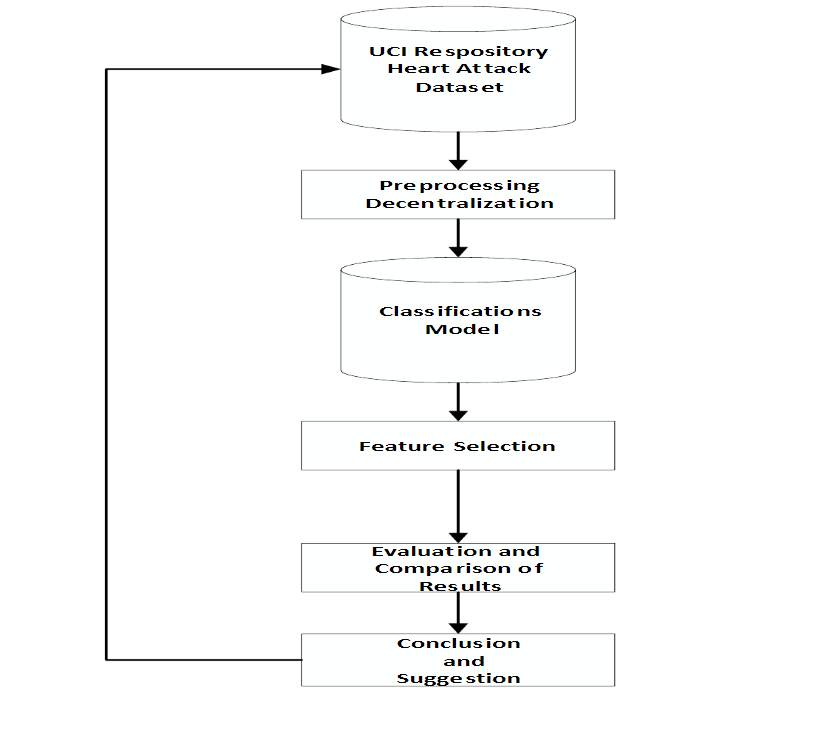 UCI Respository
Heart Attack
Dataset
Preprocessing
Decentralization
Classifications
Model
Feature Selection
Evaluation and
Comparison of
Results
Conclusion
and
Suggestion